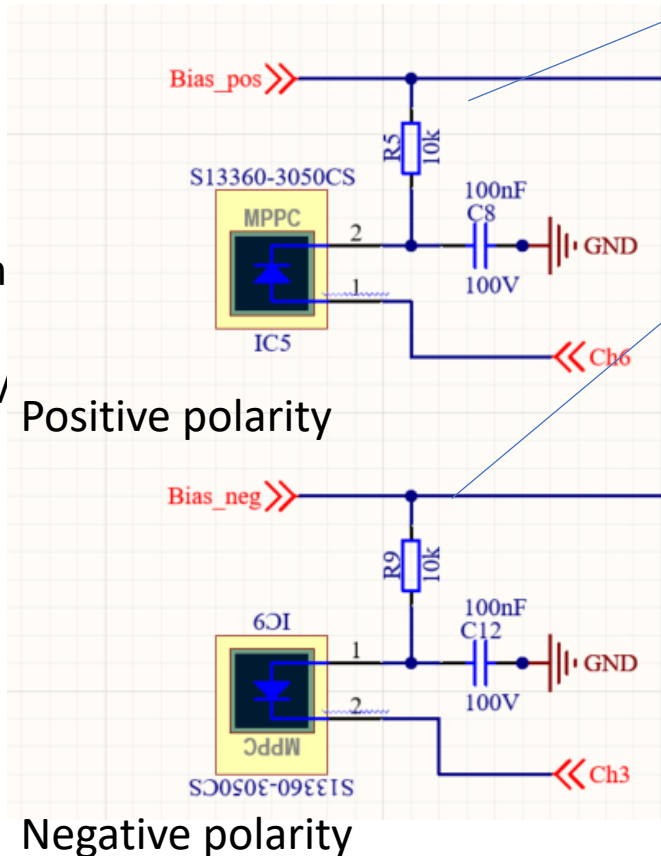 Bias_pos
R5
10k
S13360-3050CS
MPPC
2
100nF
C8
100V
GND
1
IC5
Ch6
Positive polarity
Bias_neg
R9
10k
IC9
1
100nF
C12
100V
GND
2
MPPC
S13360-3050CS
Ch3
Negative polarity